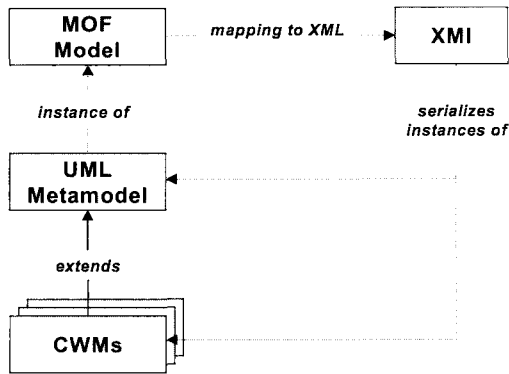 MOF
Model
mapping to XML
XMI
instance of
serializes
instances of
UML
Metamodel
extends
CWMs